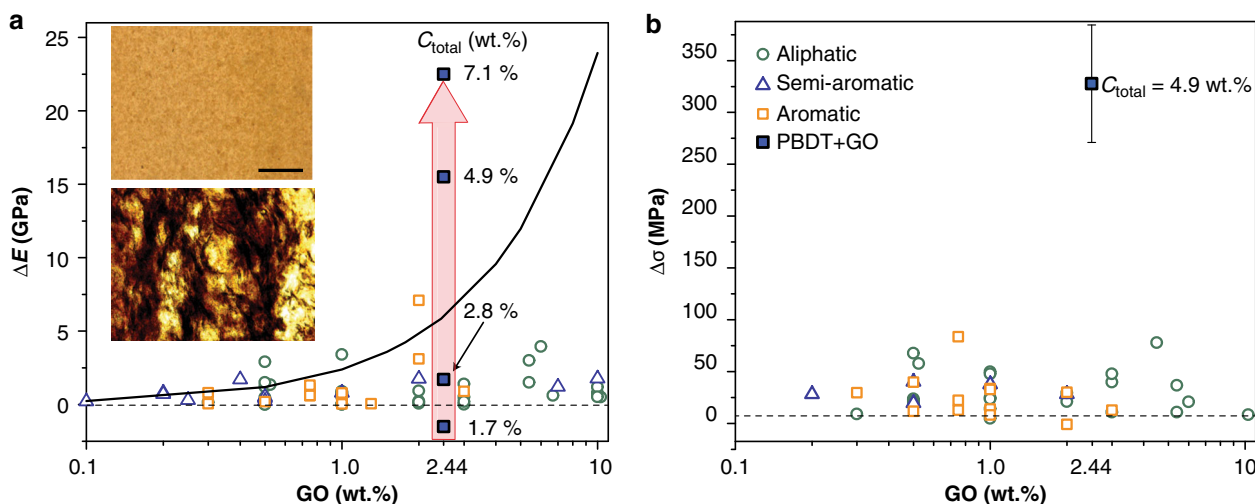 a
ΔE (GPa)
25
20
15
10
5
0
C_total (wt.%)
7.1 %
4.9 %
2.8 %
1.7 %
0.1
1.0
2.44
10
GO (wt.%)
b
Δσ (MPa)
350
300
250
200
150
100
50
0
Aliphatic
Semi-aromatic
Aromatic
PBDT+GO
C_total = 4.9 wt.%
0.1
1.0
2.44
10
GO (wt.%)